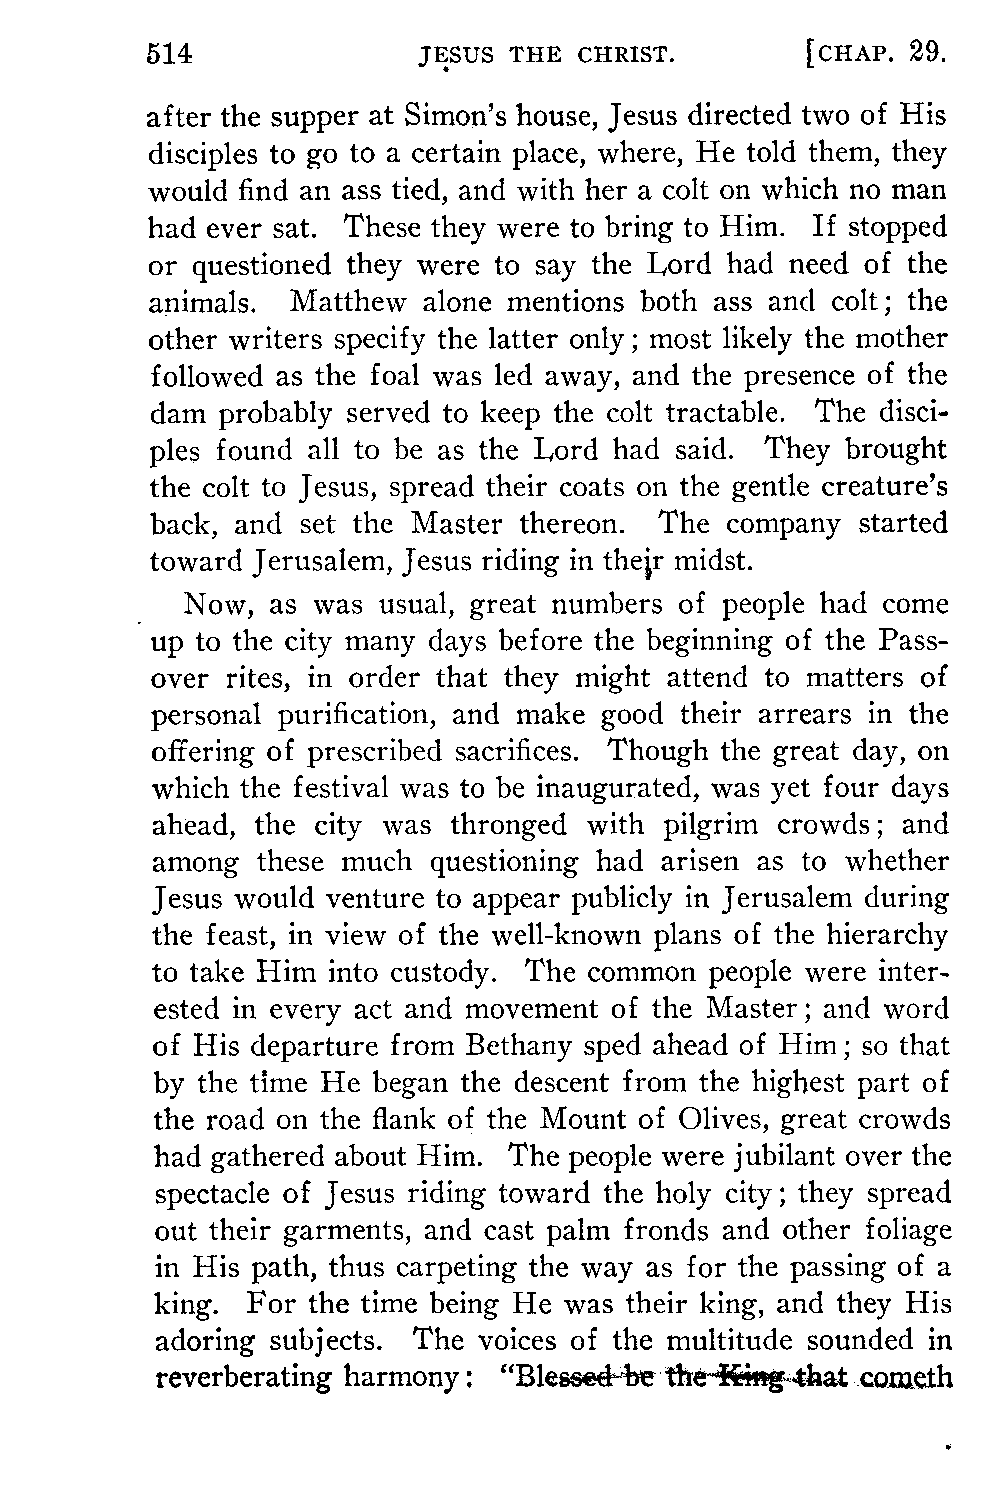 514 JESUS THE CHRIST. [CHAP. 29.
after the supper at Simon's house, Jesus directed two of His
disciples to go to a certain place, where, He told them, they
would find an ass tied, and with her a colt on which no man
had ever sat. These they were to bring to Him. If stopped
or questioned they were to say the Lord had need of the
animals. Matthew alone mentions both ass and colt; the
other writers specify the latter only; most likely the mother
followed as the foal was led away, and the presence of the
dam probably served to keep the colt tractable. The disci-
ples found all to be as the Lord had said. They brought
the colt to Jesus, spread their coats on the gentle creature's
back, and set the Master thereon. The company started
toward Jerusalem, Jesus riding in their midst.
Now, as was usual, great numbers of people had come
up to the city many days before the beginning of the Pass-
over rites, in order that they might attend to matters of
personal purification, and make good their arrears in the
offering of prescribed sacrifices. Though the great day, on
which the festival was to be inaugurated, was yet four days
ahead, the city was thronged with pilgrim crowds; and
among these much questioning had arisen as to whether
Jesus would venture to appear publicly in Jerusalem during
the feast, in view of the well-known plans of the hierarchy
to take Him into custody. The common people were inter-
ested in every act and movement of the Master; and word
of His departure from Bethany sped ahead of Him; so that
by the time He began the descent from the highest part of
the road on the flank of the Mount of Olives, great crowds
had gathered about Him. The people were jubilant over the
spectacle of Jesus riding toward the holy city; they spread
out their garments, and cast palm fronds and other foliage
in His path, thus carpeting the way as for the passing of a
king. For the time being He was their king, and they His
adoring subjects. The voices of the multitude sounded in
reverberating harmony: "Blessed be the King that cometh